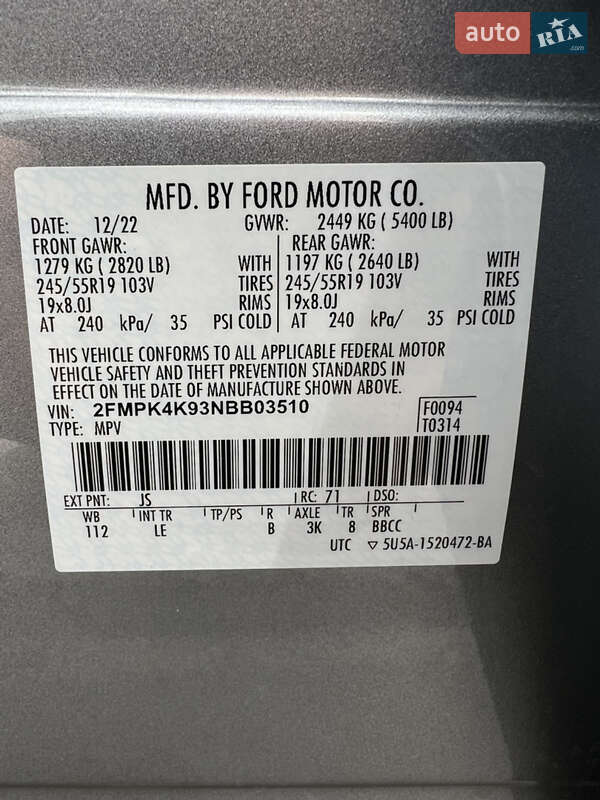 auto RIA .com
MFD. BY FORD MOTOR CO.
DATE: 12/22 GVWR: 2449 KG ( 5400 LB)
FRONT GAWR: REAR GAWR:
1279 KG ( 2820 LB) WITH 1197 KG ( 2640 LB) WITH
245/55R19 103V TIRES 245/55R19 103V TIRES
19x8.0J RIMS 19x8.0J RIMS
AT 240 kPa/ 35 PSI COLD AT 240 kPa/ 35 PSI COLD
THIS VEHICLE CONFORMS TO ALL APPLICABLE FEDERAL MOTOR
VEHICLE SAFETY AND THEFT PREVENTION STANDARDS IN
EFFECT ON THE DATE OF MANUFACTURE SHOWN ABOVE.
VIN: 2FMPK4K93NBB03510 F0094
TYPE: MPV T0314
EXT PNT: JS RC: 71 DSO:
WB INT TR TP/PS R AXLE TR SPR
112 LE B 3K 8 BBCC
UTC ▽ 5U5A-1520472-BA